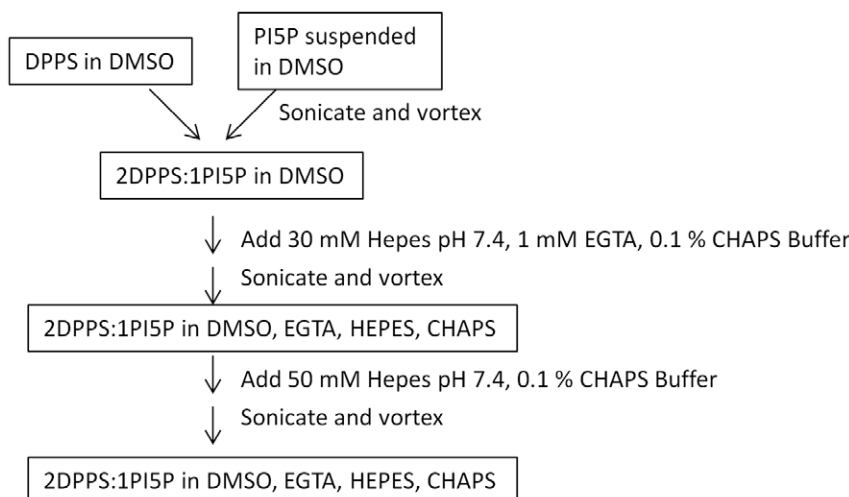 DPPS in DMSO
PI5P suspended
in DMSO
Sonicate and vortex
2DPPS:1PI5P in DMSO
Add 30 mM Hepes pH 7.4, 1 mM EGTA, 0.1 % CHAPS Buffer
Sonicate and vortex
2DPPS:1PI5P in DMSO, EGTA, HEPES, CHAPS
Add 50 mM Hepes pH 7.4, 0.1 % CHAPS Buffer
Sonicate and vortex
2DPPS:1PI5P in DMSO, EGTA, HEPES, CHAPS